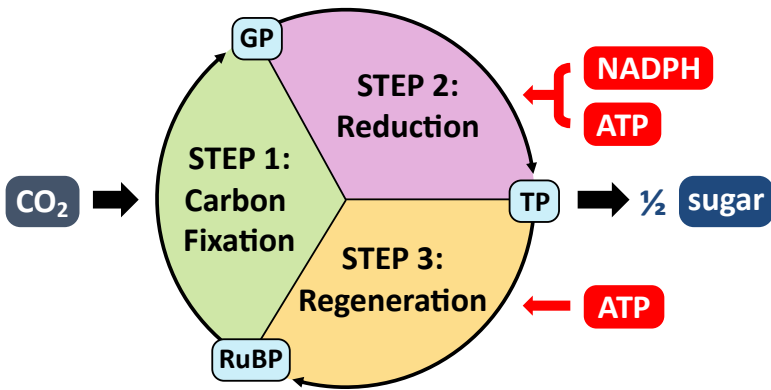 GP
STEP 2:
Reduction
NADPH
ATP
STEP 1:
Carbon
Fixation
CO₂
TP
½ sugar
STEP 3:
Regeneration
ATP
RuBP